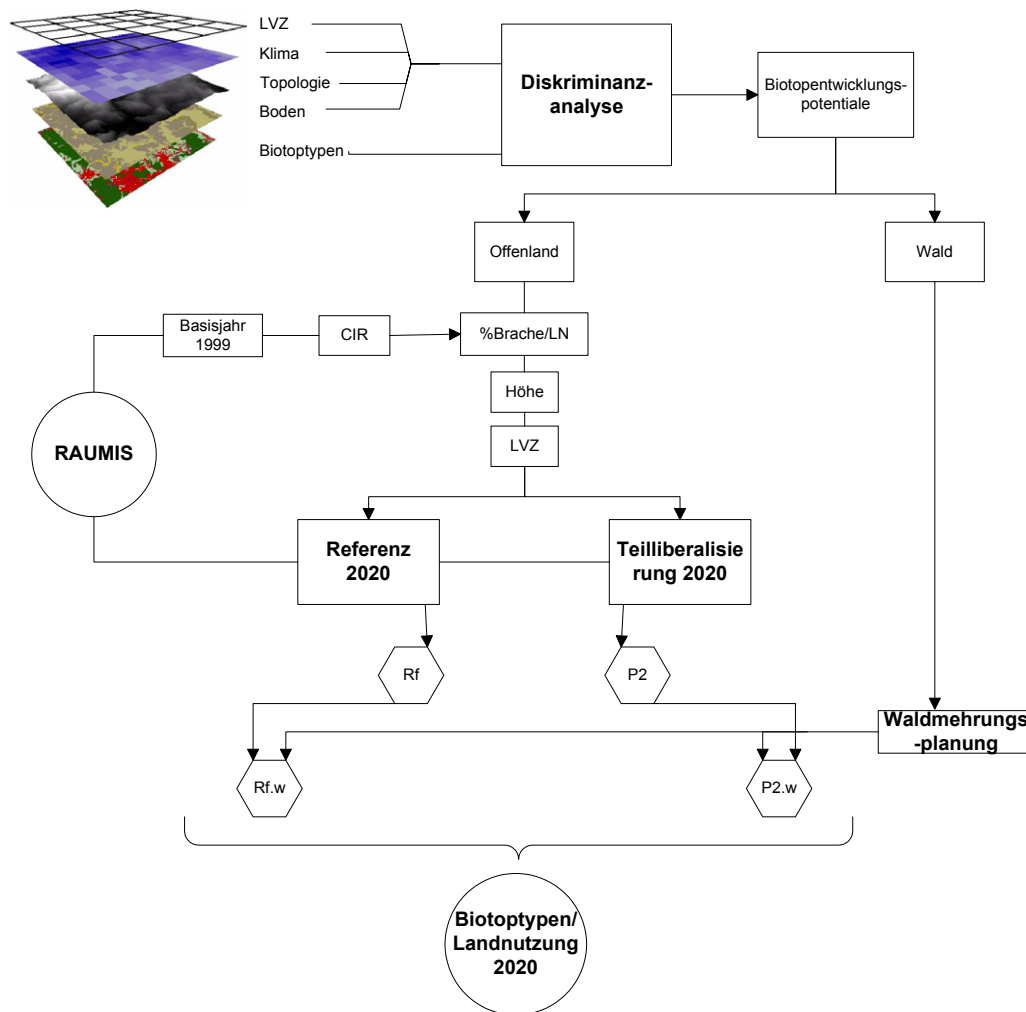 LVZ
Klima
Topologie
Boden
Biotoptypen
Diskriminanz-
analyse
Biotopentwicklungs-
potentiale
Offenland
Wald
Basisjahr
1999
CIR
%Brache/LN
Höhe
LVZ
RAUMIS
Referenz
2020
Teilliberalisie
rung 2020
Rf
P2
Waldmehrungs
-planung
Rf.w
P2.w
Biotoptypen/
Landnutzung
2020